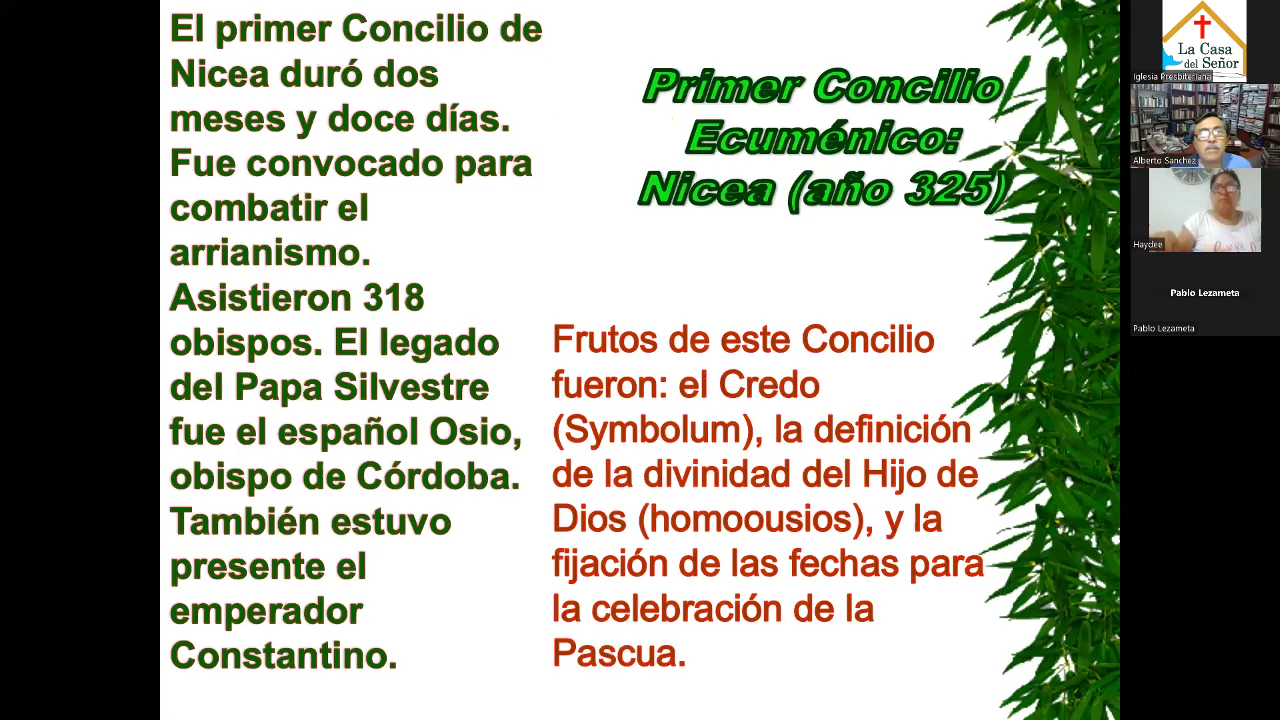 El primer Concilio de
Nicea duró dos
meses y doce días.
Fue convocado para
combatir el
arrianismo.
Asistieron 318
obispos. El legado
del Papa Silvestre
fue el español Osio,
obispo de Córdoba.
También estuvo
presente el
emperador
Constantino.
Primer Concilio
Ecuménico:
Nicea (año 325)
Frutos de este Concilio
fueron: el Credo
(Symbolum), la definición
de la divinidad del Hijo de
Dios (homoousios), y la
fijación de las fechas para
la celebración de la
Pascua.
La Casa
del Señor
Iglesia Presbiteriana
Alberto Sanchez
Haydee
Pablo Lezameta
Pablo Lezameta